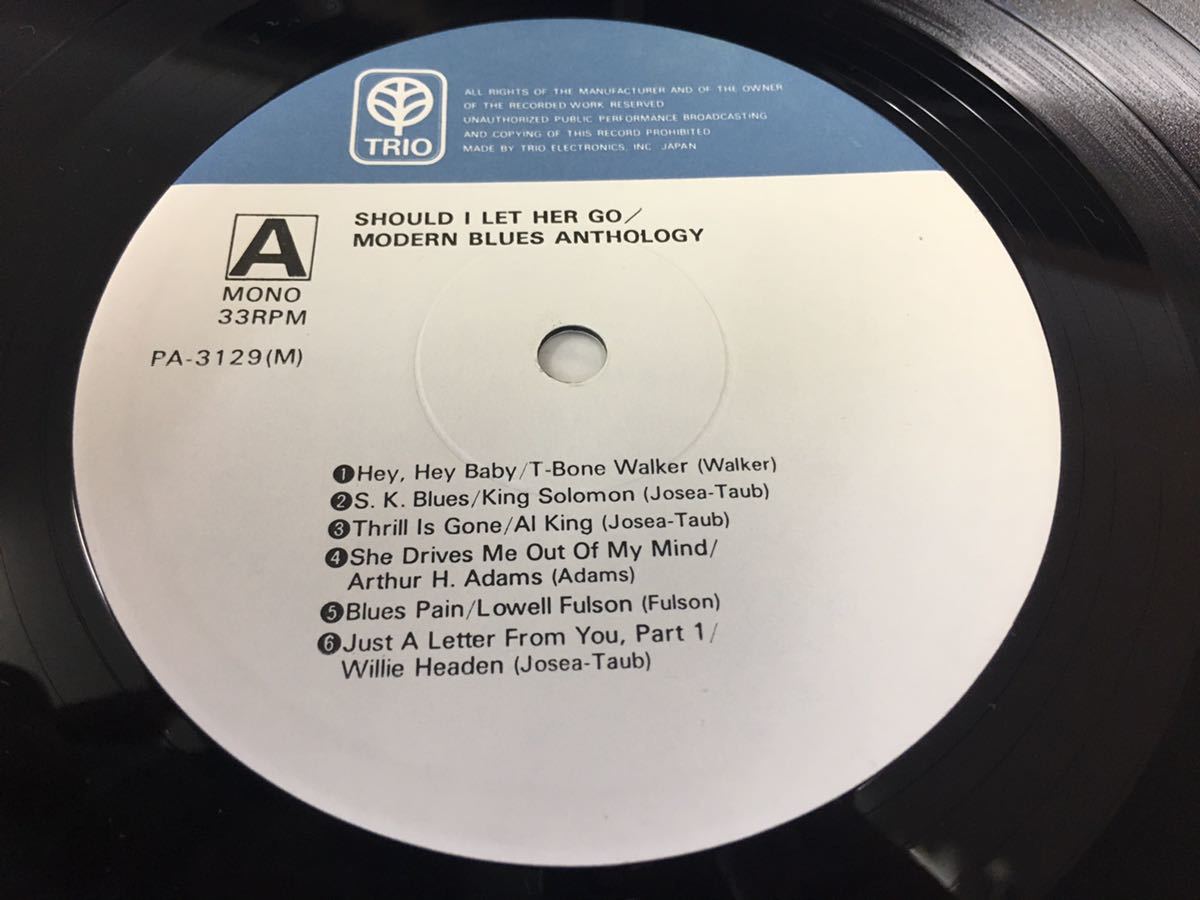 TRIO
ALL RIGHTS OF THE MANUFACTURER AND OF THE OWNER
OF THE RECORDED WORK RESERVED
UNAUTHORIZED PUBLIC PERFORMANCE BROADCASTING
AND COPYING OF THIS RECORD PROHIBITED
MADE BY TRIO ELECTRONICS, INC. JAPAN
A
MONO
33RPM
PA-3129(M)
SHOULD I LET HER GO/
MODERN BLUES ANTHOLOGY
❶Hey, Hey Baby/T-Bone Walker (Walker)
❷S. K. Blues/King Solomon (Josea-Taub)
❸Thrill Is Gone/Al King (Josea-Taub)
❹She Drives Me Out Of My Mind/
Arthur H. Adams (Adams)
❺Blues Pain/Lowell Fulson (Fulson)
❻Just A Letter From You, Part 1/
Willie Headen (Josea-Taub)